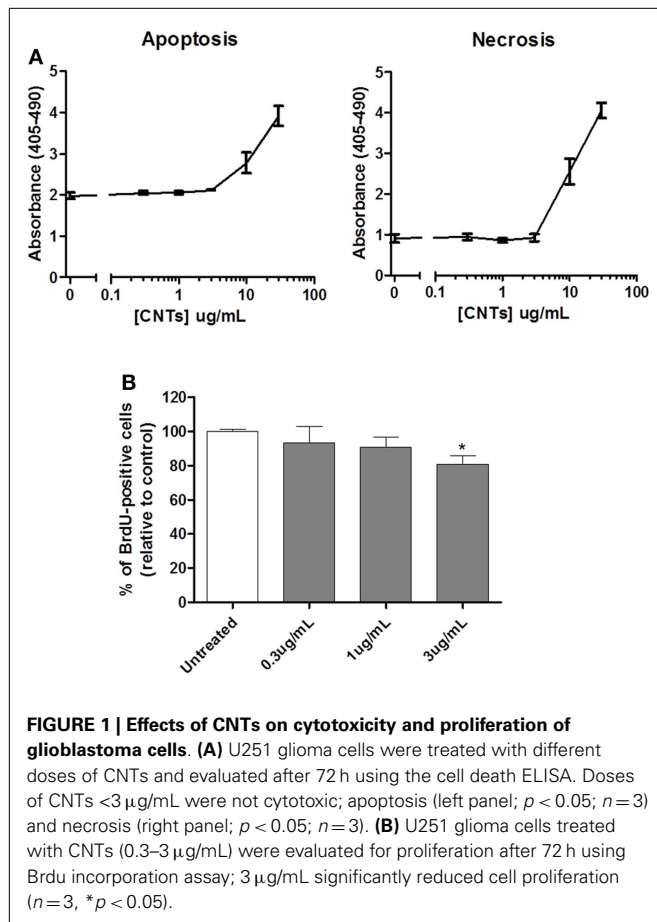 Apoptosis
Necrosis
A
5
4
3
2
1
0
Absorbance (405-490)
0
0.1
1
10
100
[CNTs] ug/mL
5
4
3
2
1
0
Absorbance (405-490)
0
0.1
1
10
100
[CNTs] ug/mL
B
120
100
80
60
40
20
0
% of BrdU-positive cells
(relative to control)
*
Untreated
0.3ug/mL
1ug/mL
3ug/mL
FIGURE 1 | Effects of CNTs on cytotoxicity and proliferation of
glioblastoma cells. (A) U251 glioma cells were treated with different
doses of CNTs and evaluated after 72 h using the cell death ELISA. Doses
of CNTs <3 μg/mL were not cytotoxic; apoptosis (left panel; p < 0.05; n = 3)
and necrosis (right panel; p < 0.05; n = 3). (B) U251 glioma cells treated
with CNTs (0.3–3 μg/mL) were evaluated for proliferation after 72 h using
Brdu incorporation assay; 3 μg/mL significantly reduced cell proliferation
(n = 3, *p < 0.05).